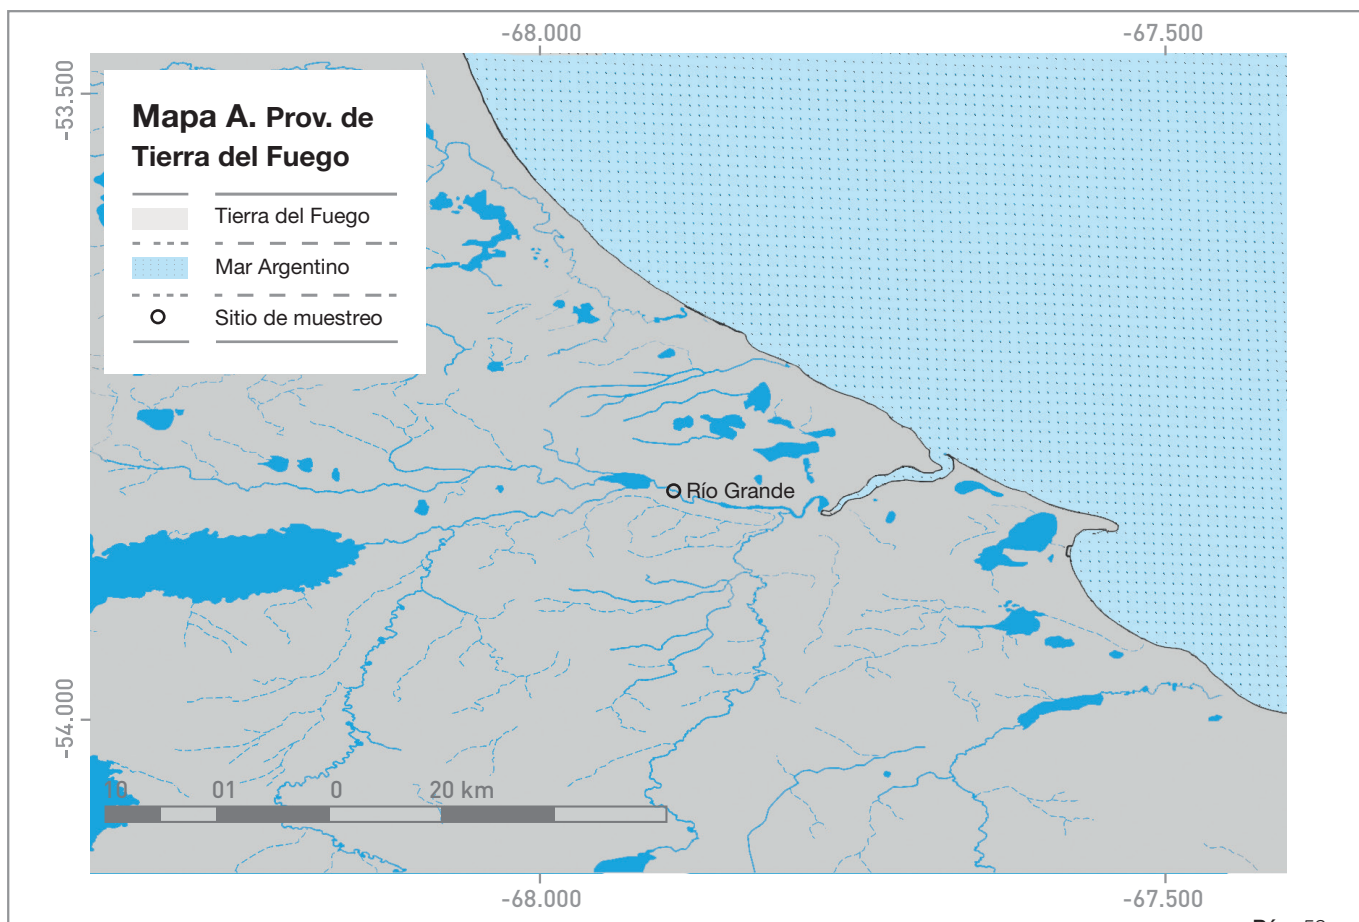 -68.000
-67.500
-53.500
Mapa A. Prov. de
Tierra del Fuego
Tierra del Fuego
Mar Argentino
Sitio de muestreo
Río Grande
-54.000
10 01 0 20 km
-68.000
-67.500